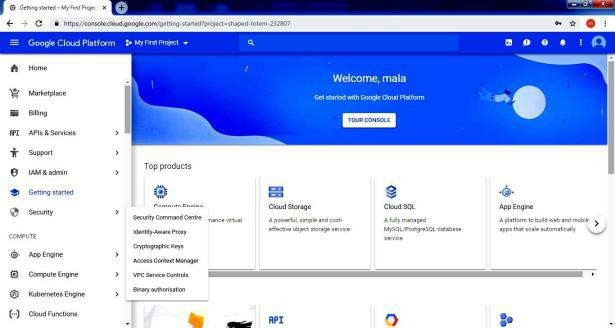 Getting started – My First Projec
https://console.cloud.google.com/getting-started?project=shaped-totem-232807
Google Cloud Platform
My First Project
Home
Marketplace
Billing
API APIs & Services
Support
IAM & admin
Getting started
Security
COMPUTE
App Engine
Compute Engine
Kubernetes Engine
Cloud Functions
Security Command Centre
Identity-Aware Proxy
Cryptographic Keys
Access Context Manager
VPC Service Controls
Binary authorisation
Welcome, mala
Get started with Google Cloud Platform
TOUR CONSOLE
Top products
Compute Engine
mance virtual
Cloud Storage
A powerful, simple and cost-
effective object storage service
Cloud SQL
A fully managed
MySQL/PostgreSQL database
service
App Engine
A platform to build web and mobile
apps that scale automatically
API